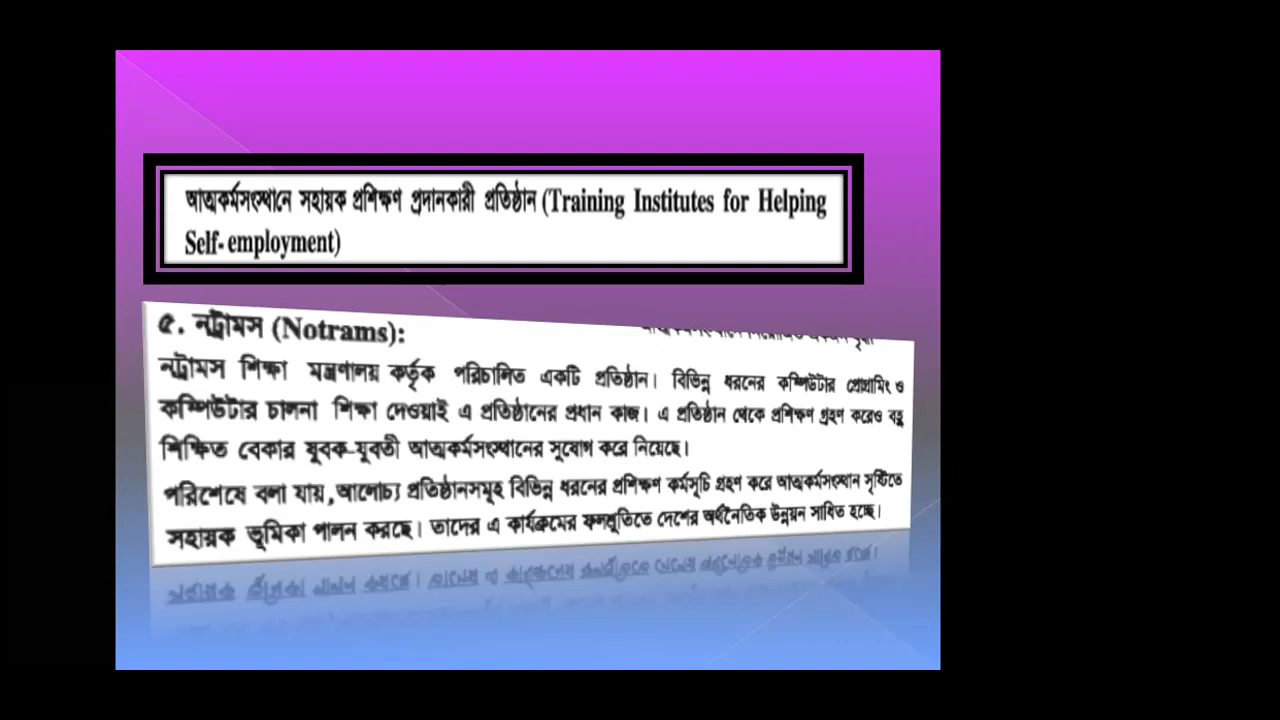 আত্মকর্মসংস্থানে সহায়ক প্রশিক্ষণ প্রদানকারী প্রতিষ্ঠান (Training Institutes for Helping
Self-employment)
৫. নট্রামস (Notrams):
নট্রামস শিক্ষা মন্ত্রণালয় কর্তৃক পরিচালিত একটি প্রতিষ্ঠান। বিভিন্ন ধরনের কম্পিউটার প্রোগ্রামিং ও
কম্পিউটার চালনা শিক্ষা দেওয়াই এ প্রতিষ্ঠানের প্রধান কাজ। এ প্রতিষ্ঠান থেকে প্রশিক্ষণ গ্রহণ করেও বহু
শিক্ষিত বেকার যুবক-যুবতী আত্মকর্মসংস্থানের সুযোগ করে নিয়েছে।
পরিশেষে বলা যায়, আলোচ্য প্রতিষ্ঠানসমূহ বিভিন্ন ধরনের প্রশিক্ষণ কর্মসূচি গ্রহণ করে আত্মকর্মসংস্থান সৃষ্টিতে
সহায়ক ভূমিকা পালন করছে। তাদের এ কার্যক্রমের ফলশ্রুতিতে দেশের অর্থনৈতিক উন্নয়ন সাধিত হচ্ছে।